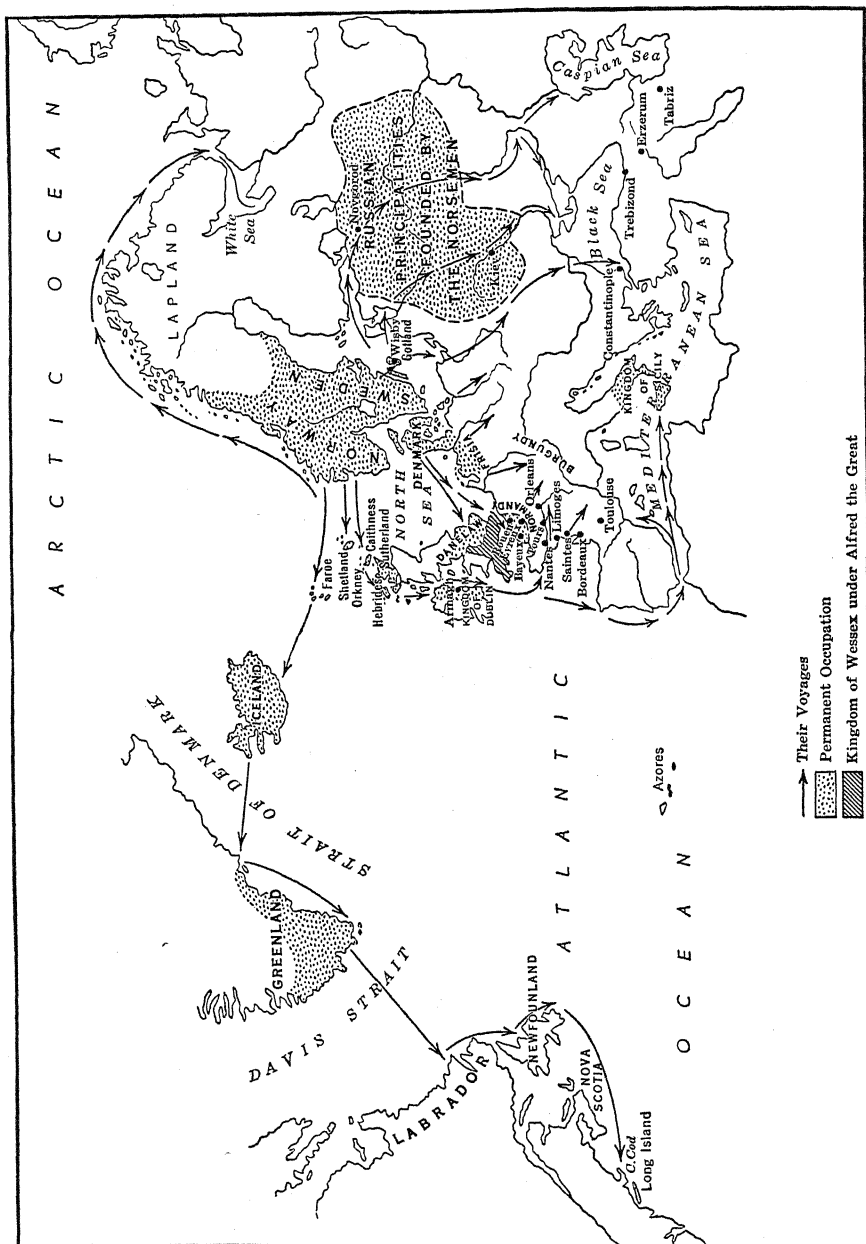 ARCTIC OCEAN
LAPLAND
White
Sea
NORWAY
SWEDEN
RUSSIAN
PRINCIPALITIES
FOUNDED BY
THE NORSEMEN
Novgorod
Kiev
Caspian Sea
Erzerum
Tabriz
Trebizond
Black Sea
Constantinople
MEDITERRANEAN SEA
KINGDOM
OF
SICILY
Wisby
Gotland
DENMARK
NORTH
SEA
FRISIA
BURGUNDY
Faroe
Shetland
Orkney
Caithness
Sutherland
Hebrides
Armagh
KINGDOM
OF
DUBLIN
Bayeux
NORMANDY
Tours
Orleans
Nantes
Limoges
Saintes
Bordeaux
Toulouse
ICELAND
STRAIT OF DENMARK
GREENLAND
DAVIS STRAIT
LABRADOR
NEWFOUNLAND
NOVA
SCOTIA
C. Cod
Long Island
ATLANTIC
OCEAN
Azores
Their Voyages
Permanent Occupation
Kingdom of Wessex under Alfred the Great